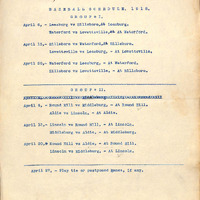 BASEBALL SCHEDULE, 1915.
GROUP I.
April 8, - Leesburg vs Hillsboro, At Leesburg.
Waterford vs Lovettsville, At Waterford.
April 15, - Hillsboro vs Waterford, At Hillsboro.
Lovettsville vs Leesburg, - At Lovettsville.
April 22, - Leesburg vs Waterford, - At Leesburg.
Hillsboro vs Lovettsville, - At Hillsboro.
GROUP II.
April 8, - Round Hill vs Middleburg, - At Round Hill.
Aldie vs Lincoln, - At Aldie.
April 15, - Lincoln vs Round Hill, - At Lincoln.
Middleburg vs Aldie, - At Middleburg.
April 22, - Round Hill vs Aldie, - At Round Hill.
Lincoln vs Middleburg, - At Lincoln.
April 27, - Play tie or postponed games, if any.